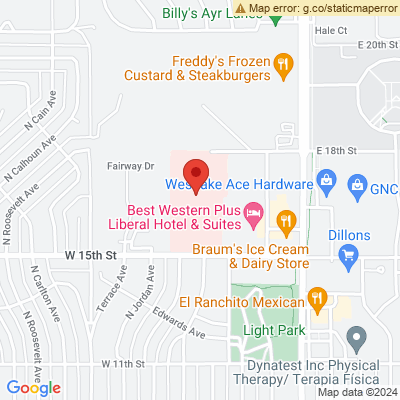 Billy's Ayr Lanes
Map error: g.co/staticmaperror
Hale Ct
E 20th St
Freddy's Frozen
Custard & Steakburgers
N Cain Ave
N Calhoun Ave
Fairway Dr
E 18th St
Westlake Ace Hardware
GNC
N Roosevelt Ave
Best Western Plus
Liberal Hotel & Suites
Braum's Ice Cream
& Dairy Store
Dillons
W 15th St
N Carlton Ave
Terrace Ave
N Jordan Ave
El Ranchito Mexican
Edwards Ave
Light Park
N Roosevelt Ave
W 11th St
Dynatest Inc Physical
Therapy/ Terapia Física
Google
Map data ©2024